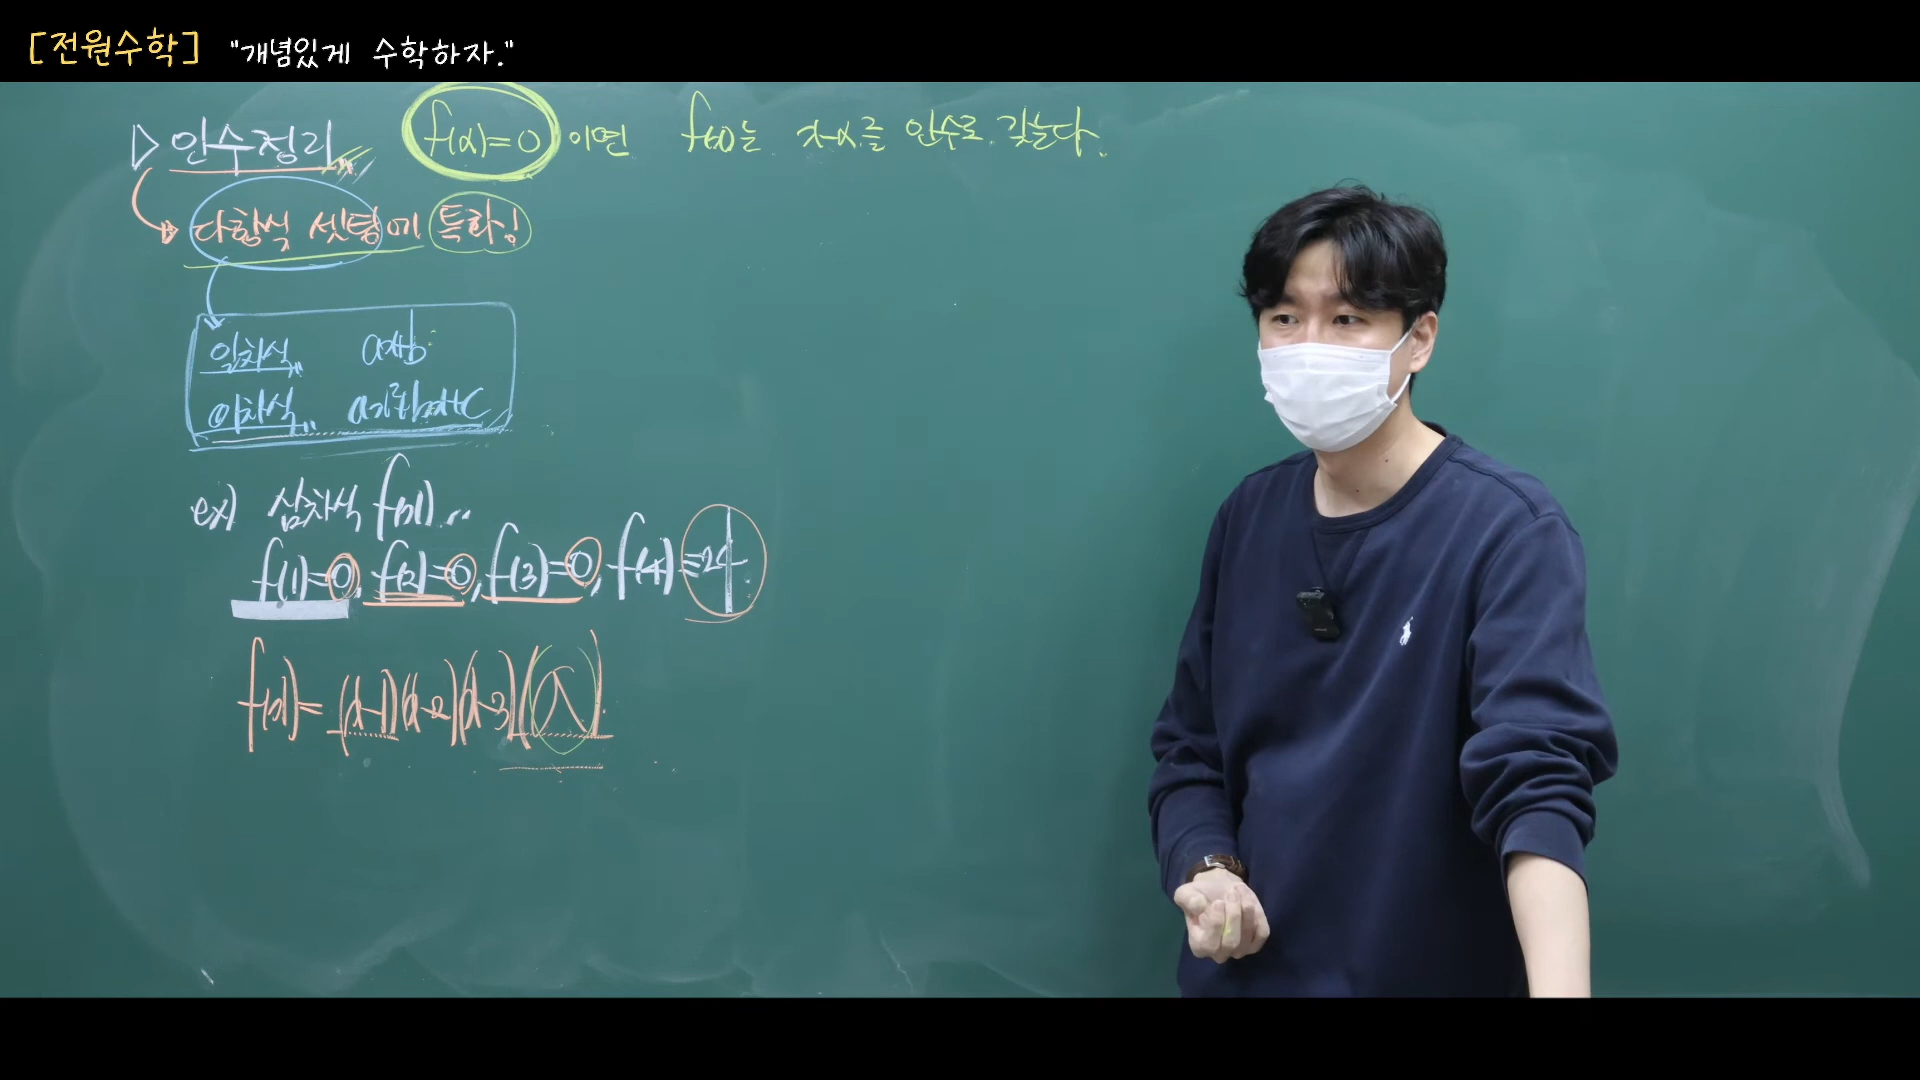 [전원수학] "개념있게 수학하자."
▷ 인수정리 f(α)=0 이면 f(x)는 x-α를 인수로 갖는다.
다항식 셋팅에 특화!
일차식 ax+b
이차식 ax²+bx+c
ex) 삼차식 f(x)
f(1)=0, f(2)=0, f(3)=0, f(4)=24
f(x)=(x-1)(x-2)(x-3)( )